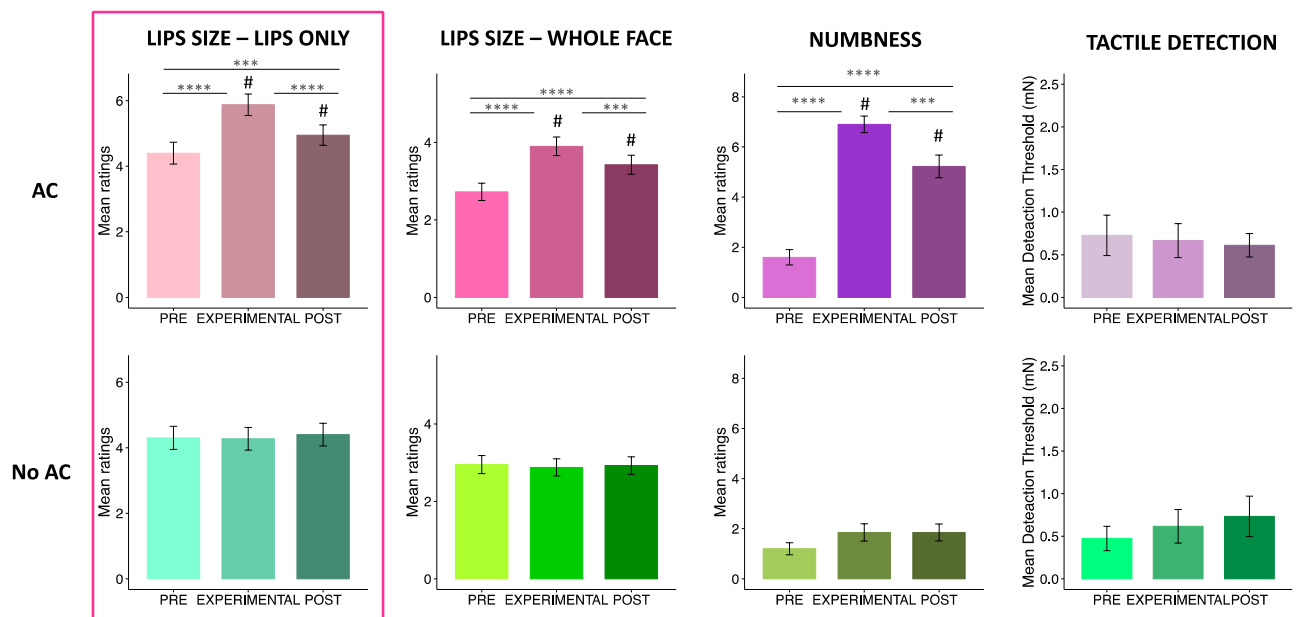 LIPS SIZE – LIPS ONLY
LIPS SIZE – WHOLE FACE
NUMBNESS
TACTILE DETECTION
AC
Mean ratings
6
4
2
0
***
****
#
****
#
PRE EXPERIMENTAL POST
Mean ratings
4
2
0
****
****
#
***
#
PRE EXPERIMENTAL POST
Mean ratings
8
6
4
2
0
****
****
#
***
#
PRE EXPERIMENTAL POST
Mean Deteaction Threshold (mN)
2.5
2.0
1.5
1.0
0.5
0.0
PRE EXPERIMENTAL POST
No AC
Mean ratings
6
4
2
0
PRE EXPERIMENTAL POST
Mean ratings
4
2
0
PRE EXPERIMENTAL POST
Mean ratings
8
6
4
2
0
PRE EXPERIMENTAL POST
Mean Deteaction Threshold (mN)
2.5
2.0
1.5
1.0
0.5
0.0
PRE EXPERIMENTAL POST